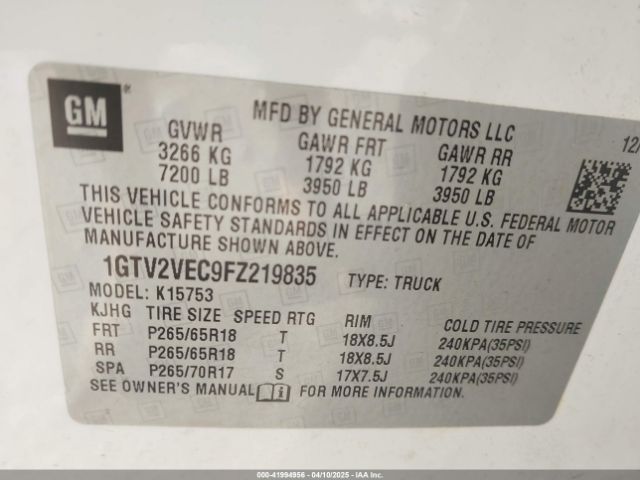 GM®
MFD BY GENERAL MOTORS LLC
12/
GVWR GAWR FRT GAWR RR
3266 KG 1792 KG 1792 KG
7200 LB 3950 LB 3950 LB
THIS VEHICLE CONFORMS TO ALL APPLICABLE U.S. FEDERAL MOTOR
VEHICLE SAFETY STANDARDS IN EFFECT ON THE DATE OF
MANUFACTURE SHOWN ABOVE.
1GTV2VEC9FZ219835 TYPE: TRUCK
MODEL: K15753
KJHG TIRE SIZE SPEED RTG RIM COLD TIRE PRESSURE
FRT P265/65R18 T 18X8.5J 240KPA(35PSI)
RR P265/65R18 T 18X8.5J 240KPA(35PSI)
SPA P265/70R17 S 17X7.5J 240KPA(35PSI)
SEE OWNER'S MANUAL FOR MORE INFORMATION.
000-41994956 - 04/10/2025 - Copyright © IAA, Inc.